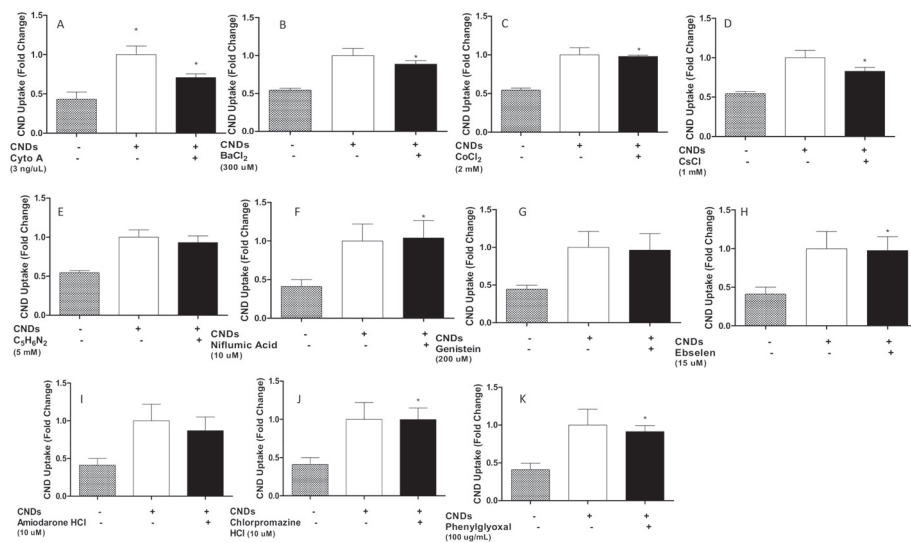 A
CND Uptake (Fold Change)
1.5
1.0
0.5
0.0
*
*
CNDs - + +
Cyto A - - +
(3 ng/uL)
B
CND Uptake (Fold Change)
1.5
1.0
0.5
0.0
*
CNDs - + +
BaCl2 - - +
(300 uM)
C
CND Uptake (Fold Change)
1.5
1.0
0.5
0.0
*
CNDs - + +
CoCl2 - - +
(2 mM)
D
CND Uptake (Fold Change)
1.5
1.0
0.5
0.0
*
CNDs - + +
CsCl - - +
(1 mM)
E
CND Uptake (Fold Change)
1.5
1.0
0.5
0.0
CNDs - + +
C5H6N2 - - +
(5 mM)
F
CND Uptake (Fold Change)
1.5
1.0
0.5
0.0
*
CNDs - + +
Niflumic Acid - - +
(10 uM)
G
CND Uptake (Fold Change)
1.5
1.0
0.5
0.0
CNDs - + +
Genistein - - +
(200 uM)
H
CND Uptake (Fold Change)
1.5
1.0
0.5
0.0
*
CNDs - + +
Ebselen - - +
(15 uM)
I
CND Uptake (Fold Change)
1.5
1.0
0.5
0.0
CNDs - + +
Amiodarone HCl - - +
(10 uM)
J
CND Uptake (Fold Change)
1.5
1.0
0.5
0.0
*
CNDs - + +
Chlorpromazine - - +
HCl (10 uM)
K
CND Uptake (Fold Change)
1.5
1.0
0.5
0.0
*
CNDs - + +
Phenylglyoxal - - +
(100 ug/mL)